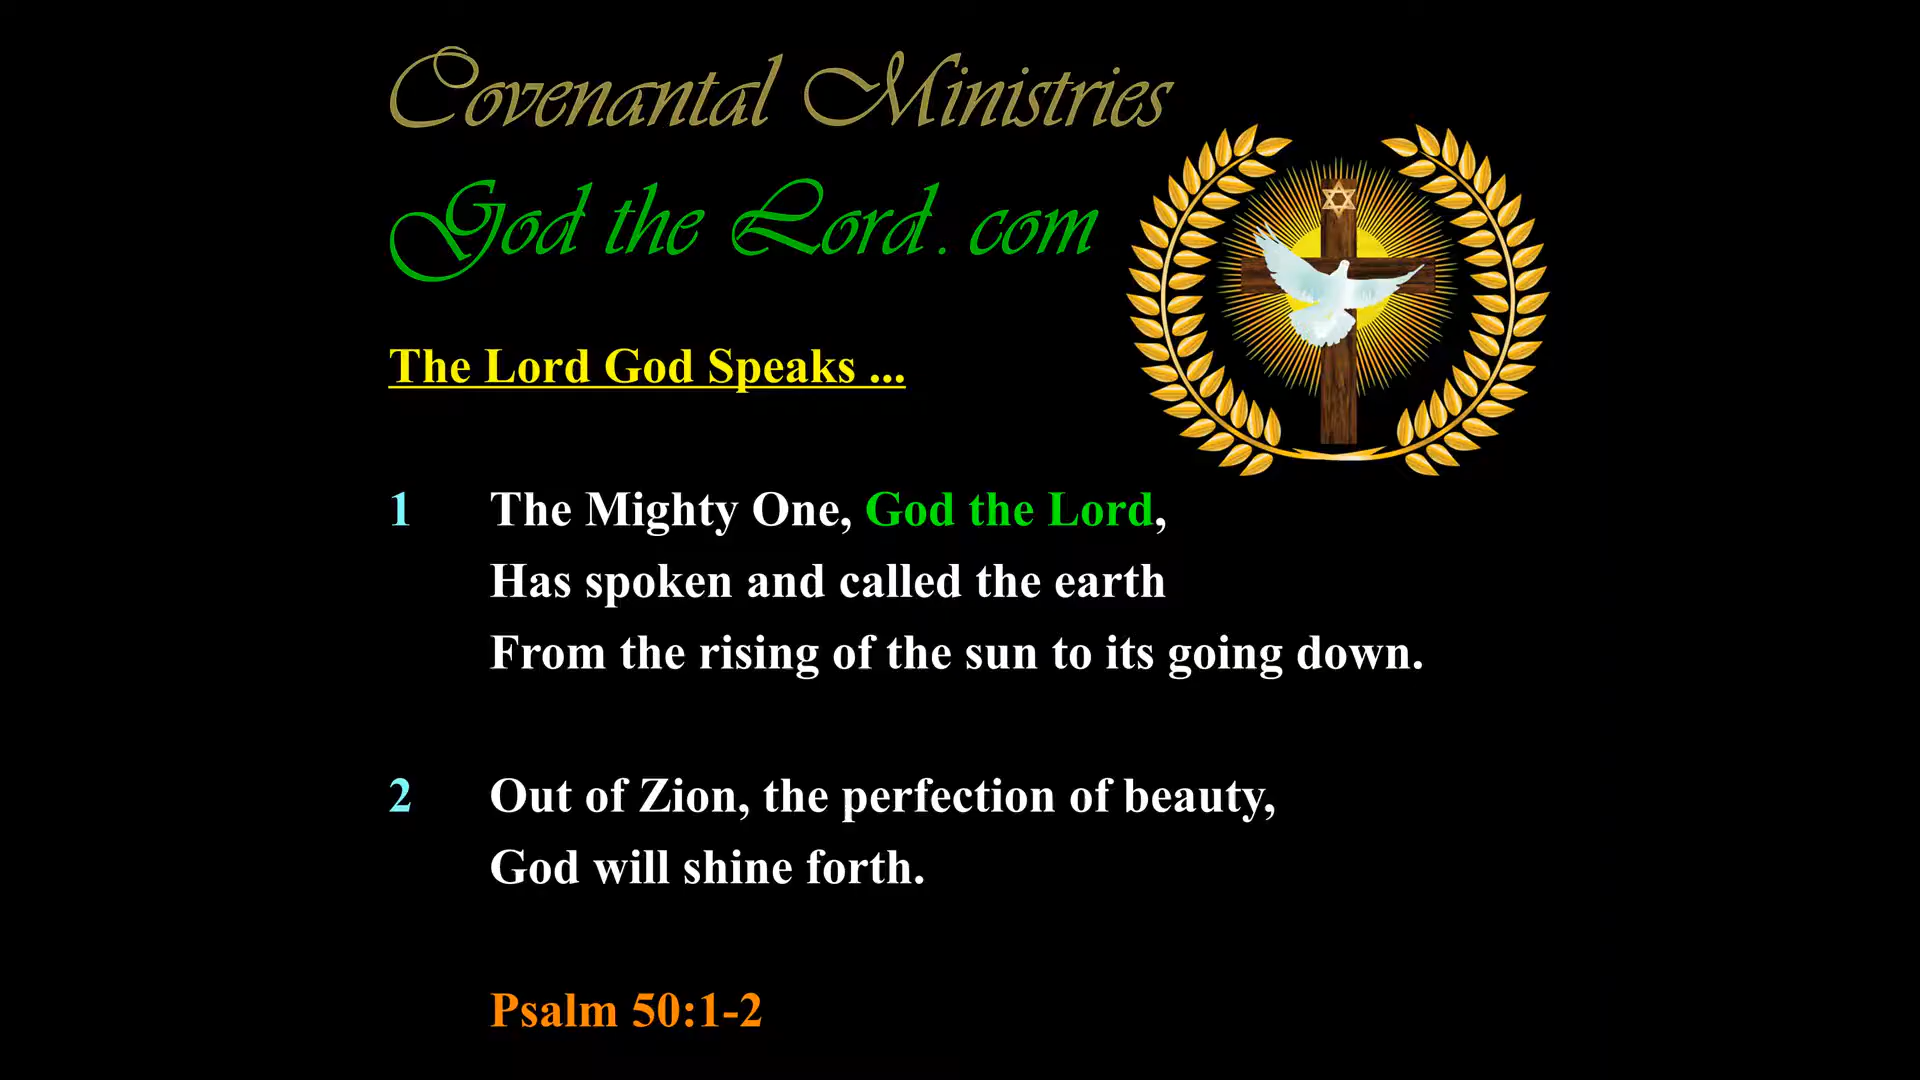 Covenantal Ministries
God the Lord.com
The Lord God Speaks ...
1 The Mighty One, God the Lord,
Has spoken and called the earth
From the rising of the sun to its going down.
2 Out of Zion, the perfection of beauty,
God will shine forth.
Psalm 50:1-2